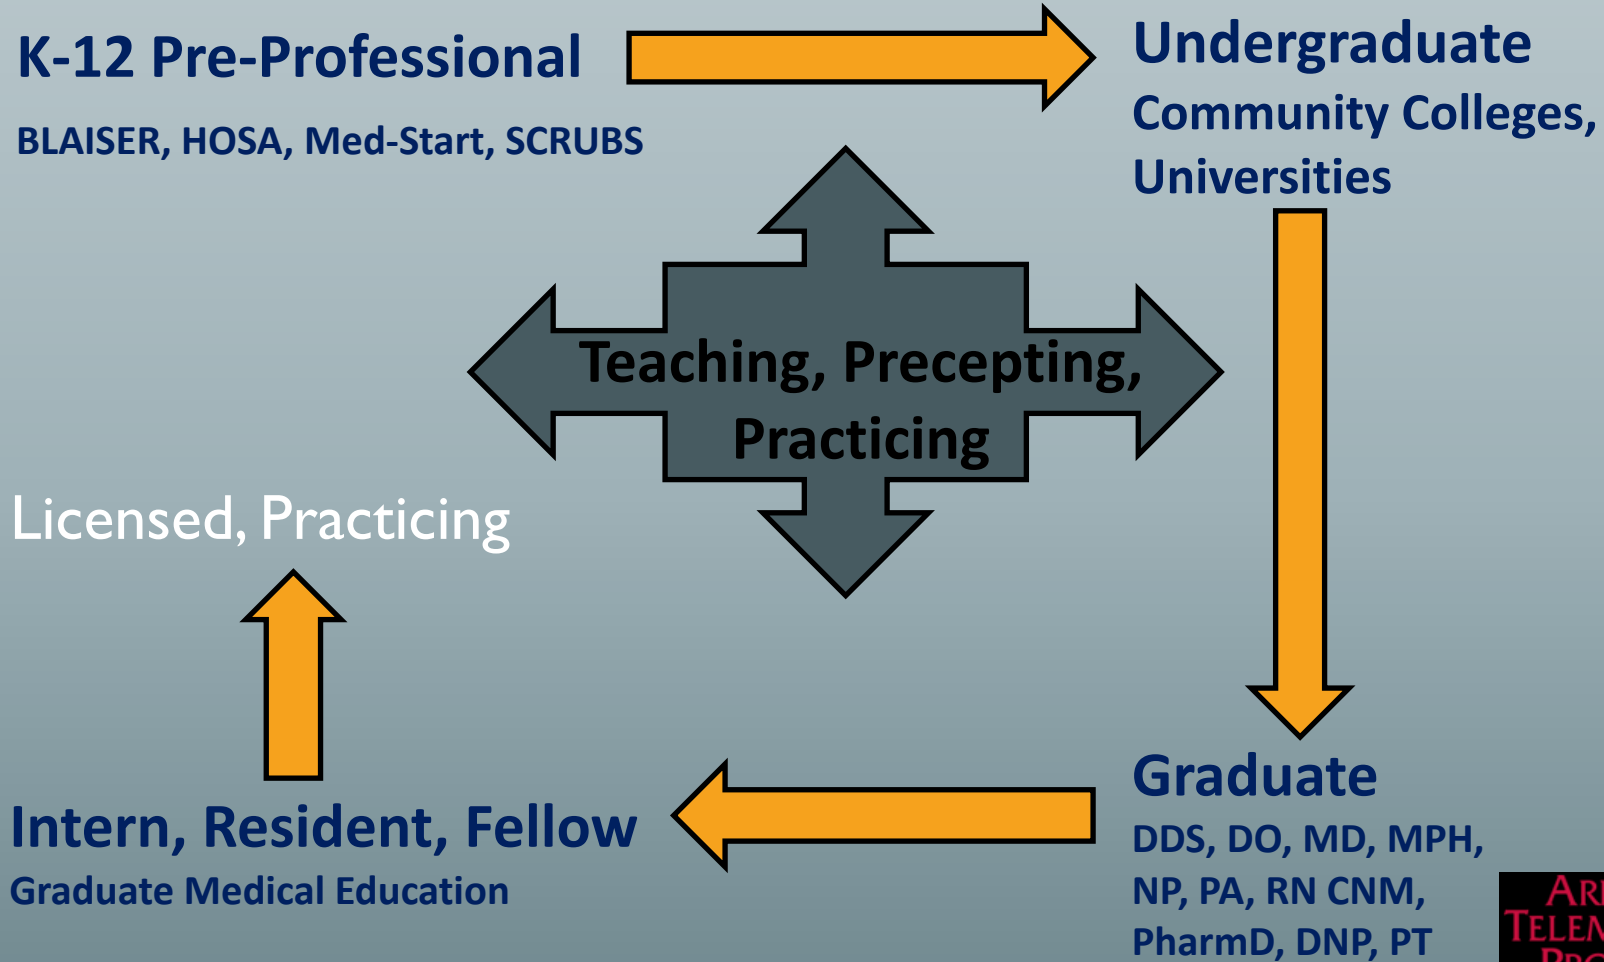 K-12 Pre-Professional
BLAISER, HOSA, Med-Start, SCRUBS
Undergraduate
Community Colleges,
Universities
Teaching, Precepting,
Practicing
Licensed, Practicing
Intern, Resident, Fellow
Graduate Medical Education
Graduate
DDS, DO, MD, MPH,
NP, PA, RN CNM,
PharmD, DNP, PT